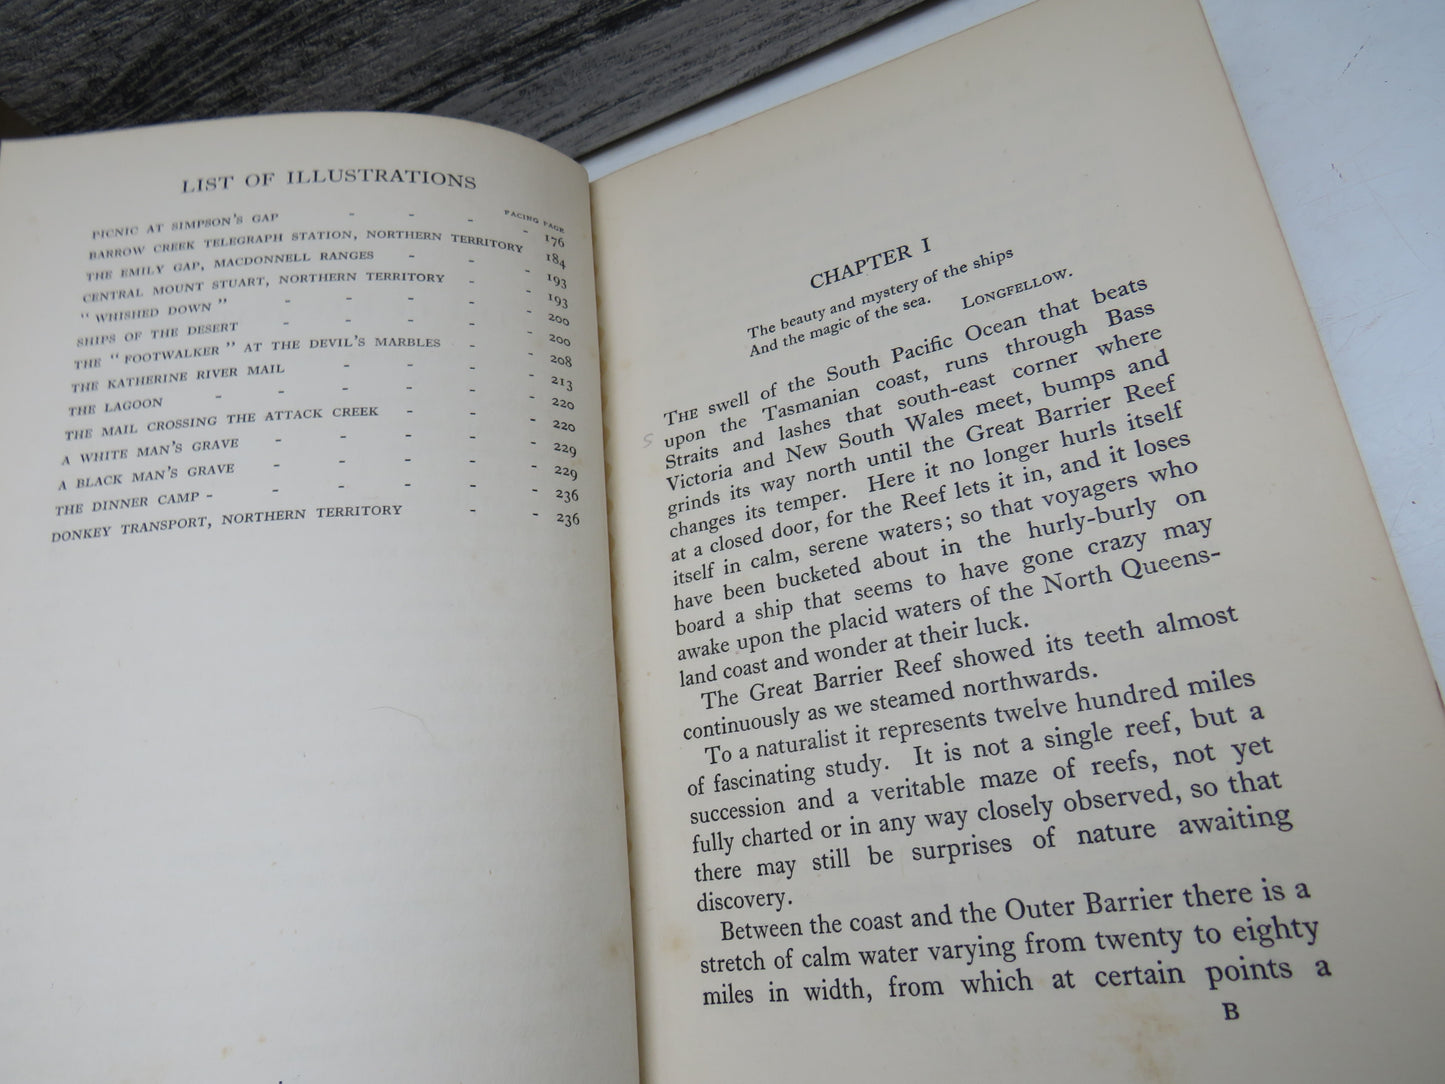 LIST OF ILLUSTRATIONS
FACING PAGE
PICNIC AT SIMPSON'S GAP - - - - 176
BARROW CREEK TELEGRAPH STATION, NORTHERN TERRITORY 184
THE EMILY GAP, MACDONNELL RANGES - - - 193
CENTRAL MOUNT STUART, NORTHERN TERRITORY - - 193
" WHISHED DOWN " - - - - - 200
SHIPS OF THE DESERT - - - - - 200
THE " FOOTWALKER " AT THE DEVIL'S MARBLES - - 208
THE KATHERINE RIVER MAIL - - - - 213
THE LAGOON - - - - - - 220
THE MAIL CROSSING THE ATTACK CREEK - - - 220
A WHITE MAN'S GRAVE - - - - - 229
A BLACK MAN'S GRAVE - - - - - 229
THE DINNER CAMP - - - - - - 236
DONKEY TRANSPORT, NORTHERN TERRITORY - - 236
CHAPTER I
The beauty and mystery of the ships
And the magic of the sea. LONGFELLOW.
THE swell of the South Pacific Ocean that beats
upon the Tasmanian coast, runs through Bass
Straits and lashes that south-east corner where
Victoria and New South Wales meet, bumps and
grinds its way north until the Great Barrier Reef
changes its temper. Here it no longer hurls itself
at a closed door, for the Reef lets it in, and it loses
itself in calm, serene waters; so that voyagers who
have been bucketed about in the hurly-burly on
board a ship that seems to have gone crazy may
awake upon the placid waters of the North Queens-
land coast and wonder at their luck.
The Great Barrier Reef showed its teeth almost
continuously as we steamed northwards.
To a naturalist it represents twelve hundred miles
of fascinating study. It is not a single reef, but a
succession and a veritable maze of reefs, not yet
fully charted or in any way closely observed, so that
there may still be surprises of nature awaiting
discovery.
Between the coast and the Outer Barrier there is a
stretch of calm water varying from twenty to eighty
miles in width, from which at certain points a
B